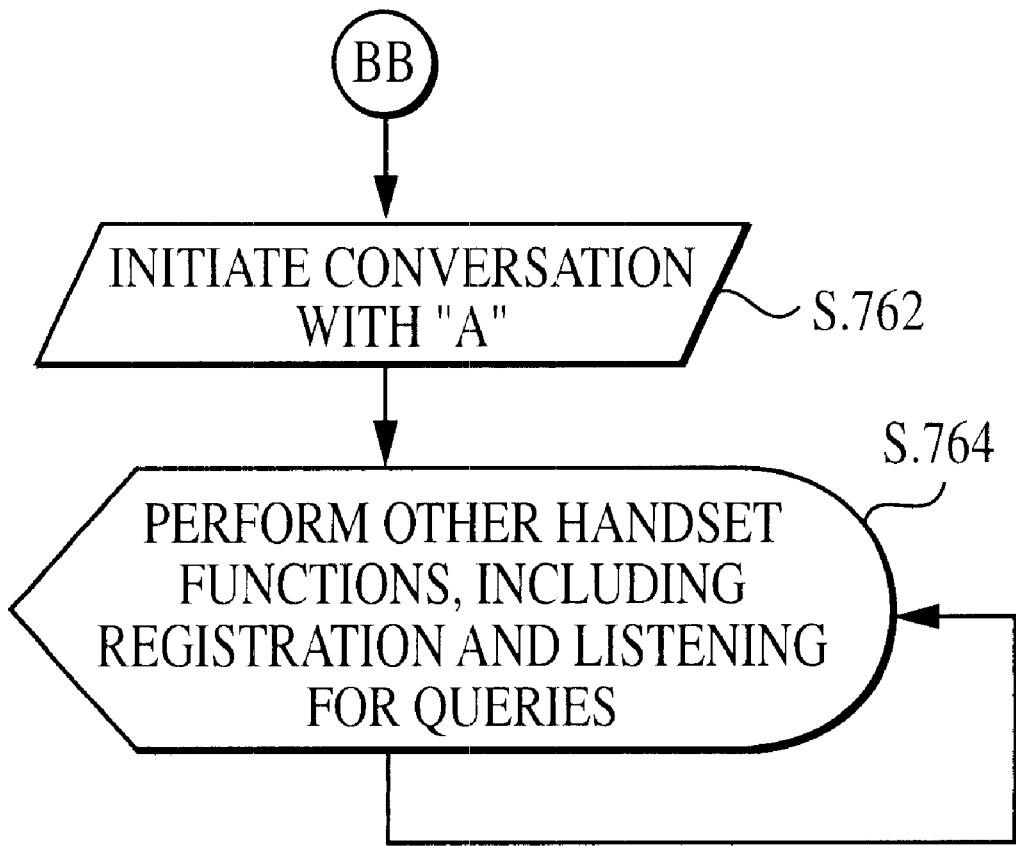 BB
INITIATE CONVERSATION
WITH "A"
S.762
S.764
PERFORM OTHER HANDSET
FUNCTIONS, INCLUDING
REGISTRATION AND LISTENING
FOR QUERIES